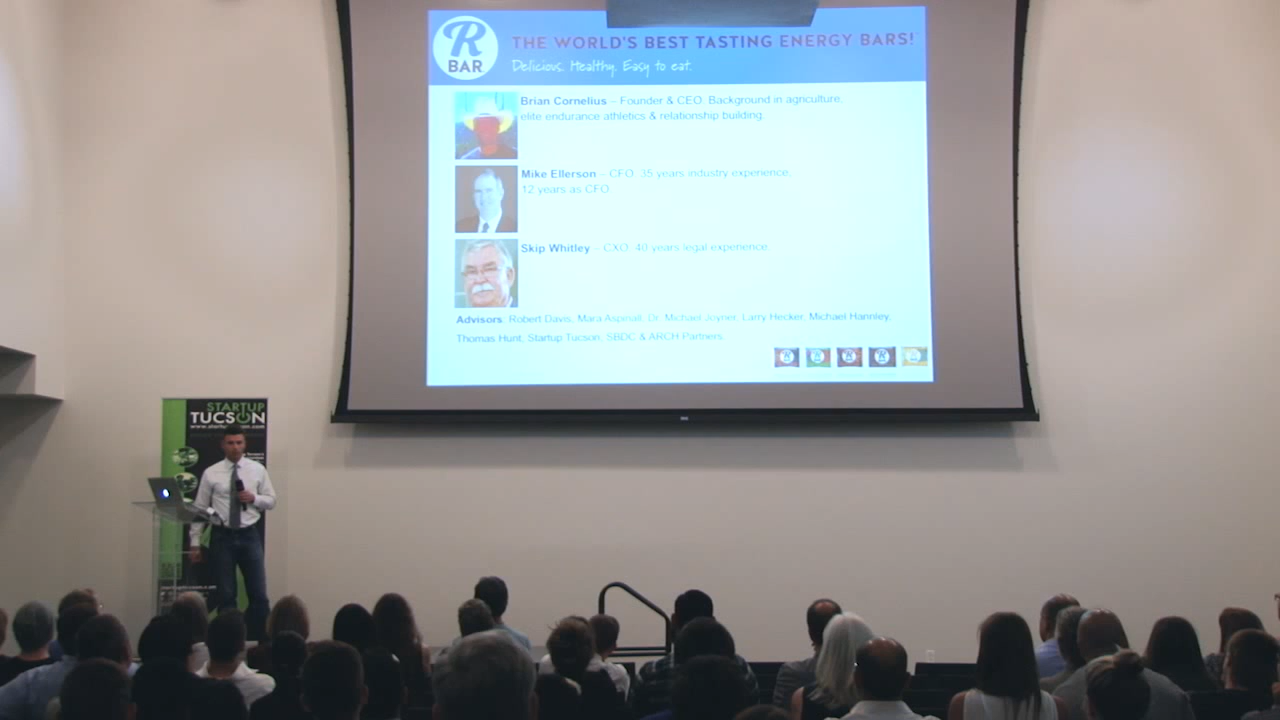 R
BAR
THE WORLD'S BEST TASTING ENERGY BARS!
Delicious. Healthy. Easy to eat.
Brian Cornelius – Founder & CEO. Background in agriculture,
elite endurance athletics & relationship building.
Mike Ellerson – CFO. 35 years industry experience,
12 years as CFO.
Skip Whitley – CXO. 40 years legal experience.
Advisors: Robert Davis, Mara Aspinall, Dr. Michael Joyner, Larry Hecker, Michael Hannley,
Thomas Hunt, Startup Tucson, SBDC & ARCH Partners.
STARTUP
TUCSON